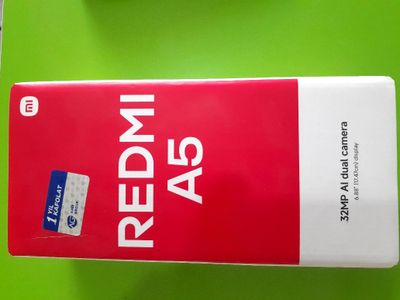 mi
REDMI
A5
1 YIL
KAFOLAT
32MP AI dual camera
6.88" (17.47cm) display